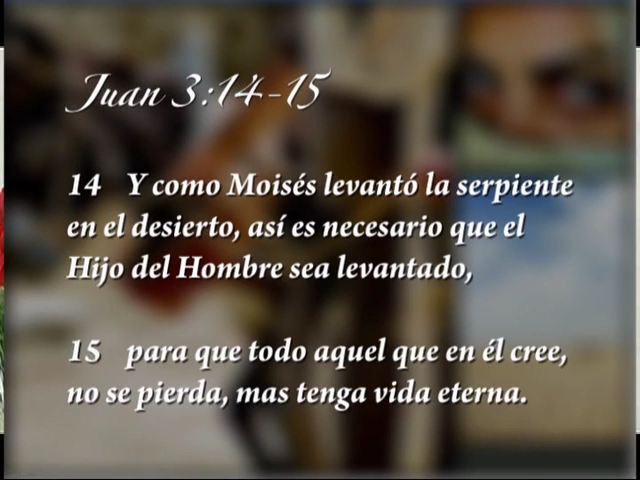 Juan 3:14-15
14 Y como Moisés levantó la serpiente
en el desierto, así es necesario que el
Hijo del Hombre sea levantado,
15 para que todo aquel que en él cree,
no se pierda, mas tenga vida eterna.